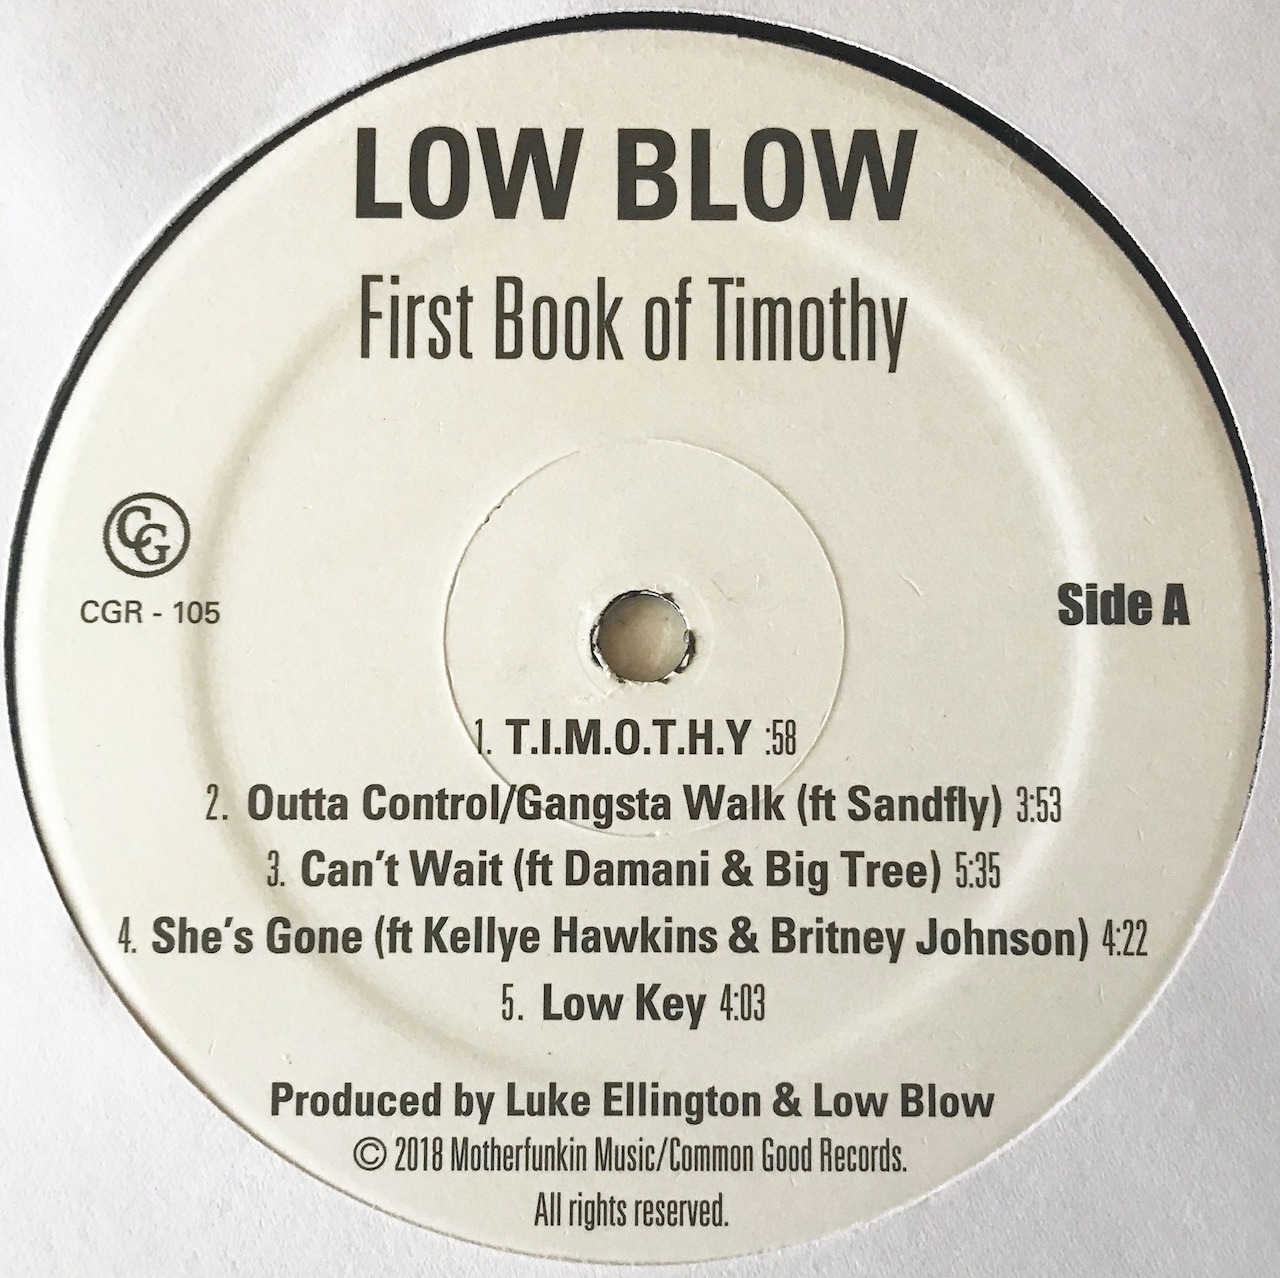 LOW BLOW
First Book of Timothy
CG
CGR - 105
Side A
1. T.I.M.O.T.H.Y :58
2. Outta Control/Gangsta Walk (ft Sandfly) 3:53
3. Can't Wait (ft Damani & Big Tree) 5:35
4. She's Gone (ft Kellye Hawkins & Britney Johnson) 4:22
5. Low Key 4:03
Produced by Luke Ellington & Low Blow
© 2018 Motherfunkin Music/Common Good Records.
All rights reserved.